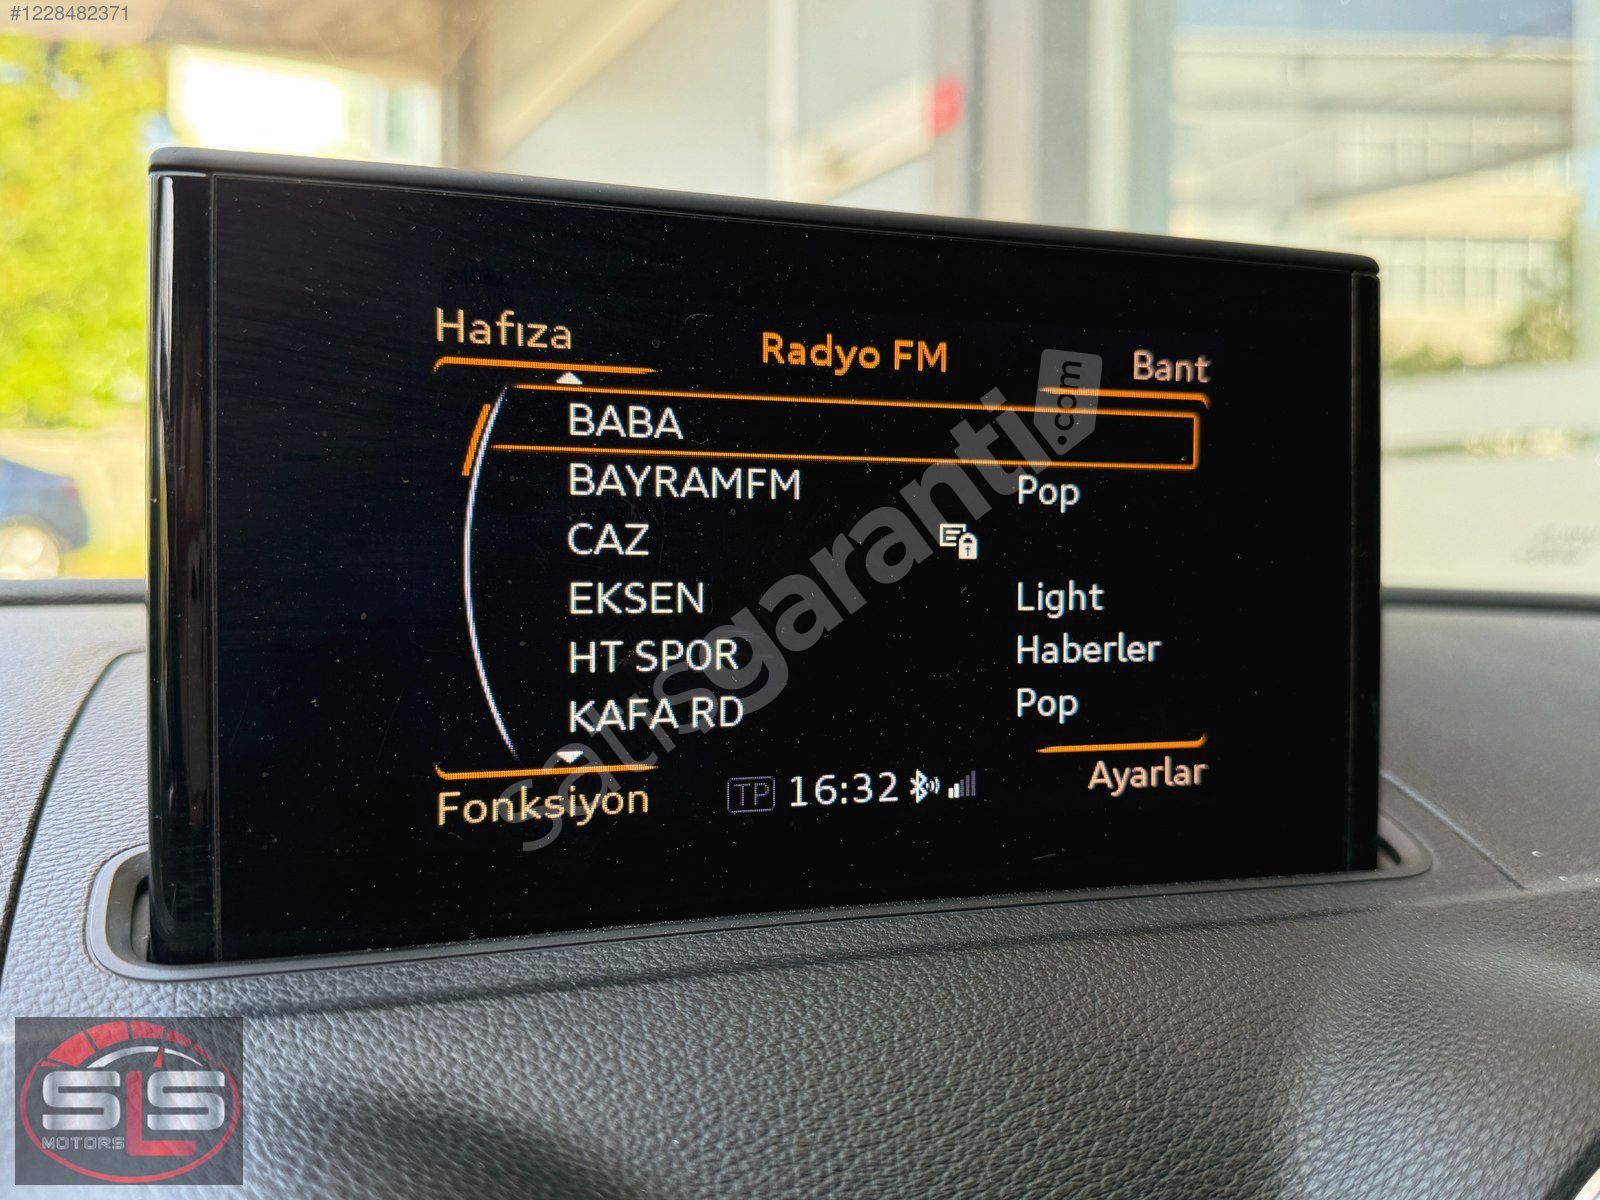 #1228482371
Hafıza
Radyo FM
Bant
BABA
BAYRAMFM Pop
CAZ
EKSEN Light
HT SPOR Haberler
KAFA RD Pop
Fonksiyon
TP 16:32
Ayarlar
satisgaranti.com
SLS
MOTORS